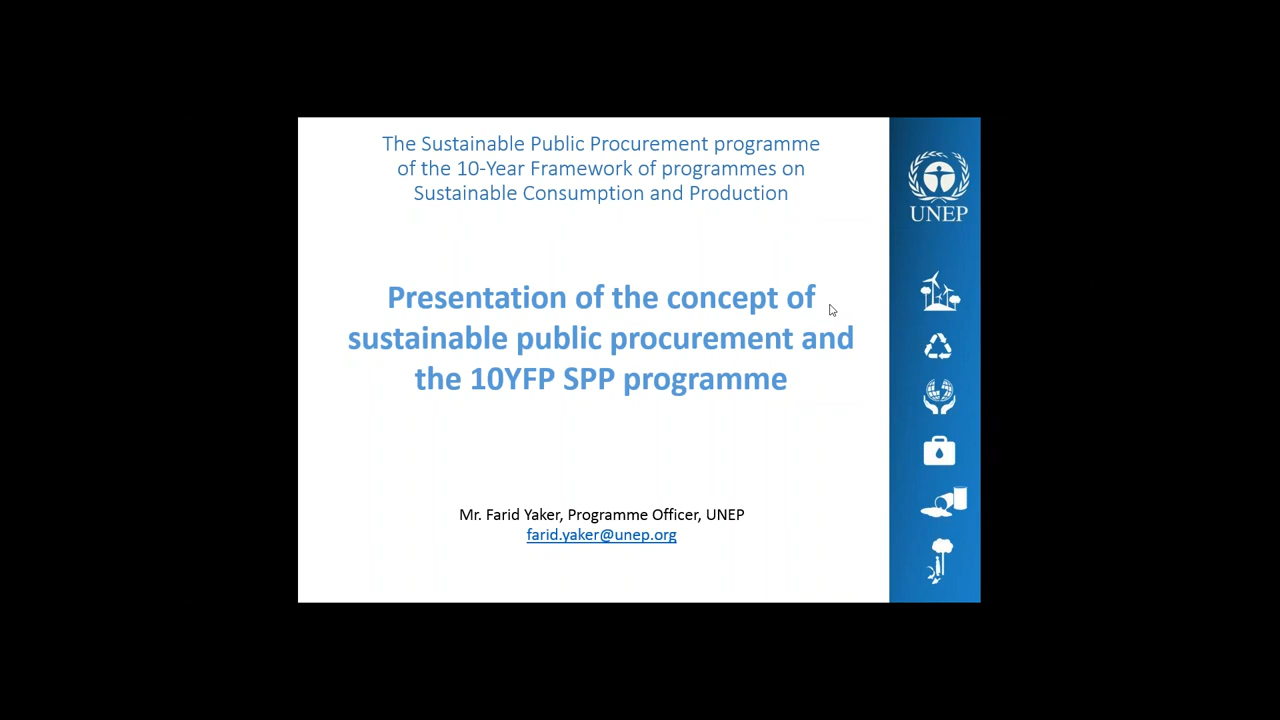 The Sustainable Public Procurement programme
of the 10-Year Framework of programmes on
Sustainable Consumption and Production
UNEP
Presentation of the concept of
sustainable public procurement and
the 10YFP SPP programme
Mr. Farid Yaker, Programme Officer, UNEP
farid.yaker@unep.org